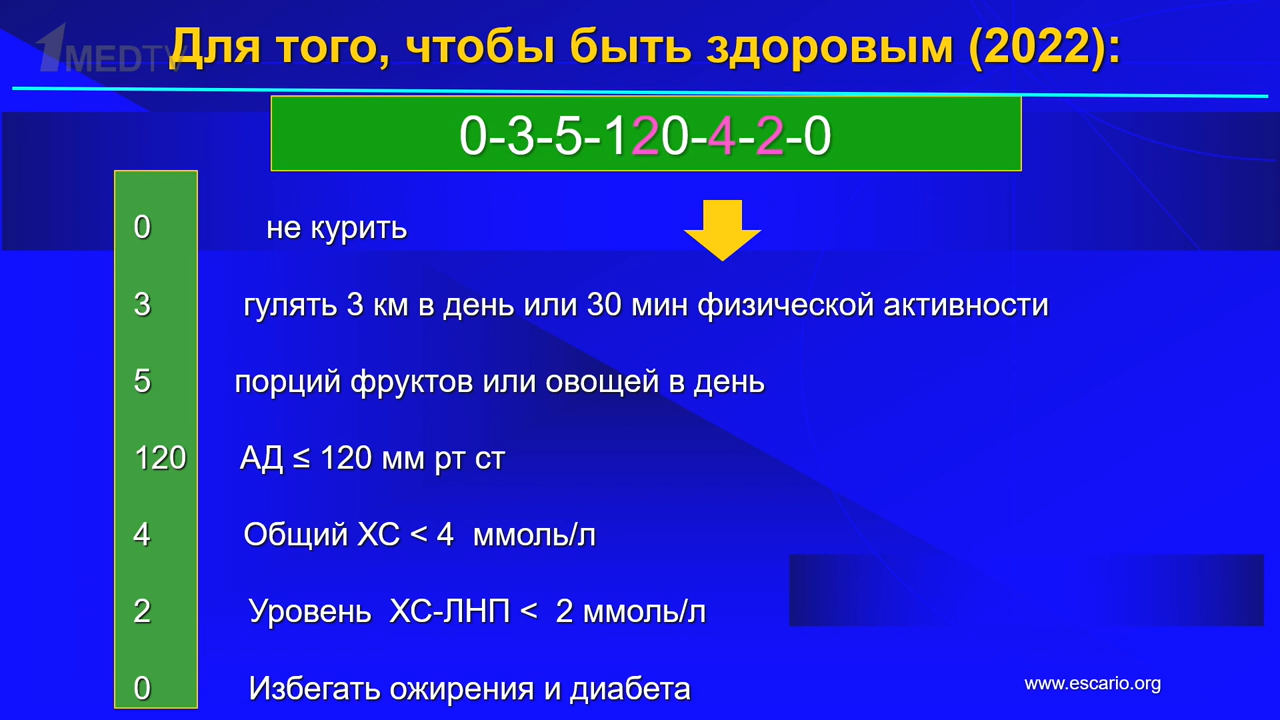 1MEDTV
Для того, чтобы быть здоровым (2022):
0-3-5-120-4-2-0
0 не курить
3 гулять 3 км в день или 30 мин физической активности
5 порций фруктов или овощей в день
120 АД ≤ 120 мм рт ст
4 Общий ХС < 4 ммоль/л
2 Уровень ХС-ЛНП < 2 ммоль/л
0 Избегать ожирения и диабета
www.escario.org